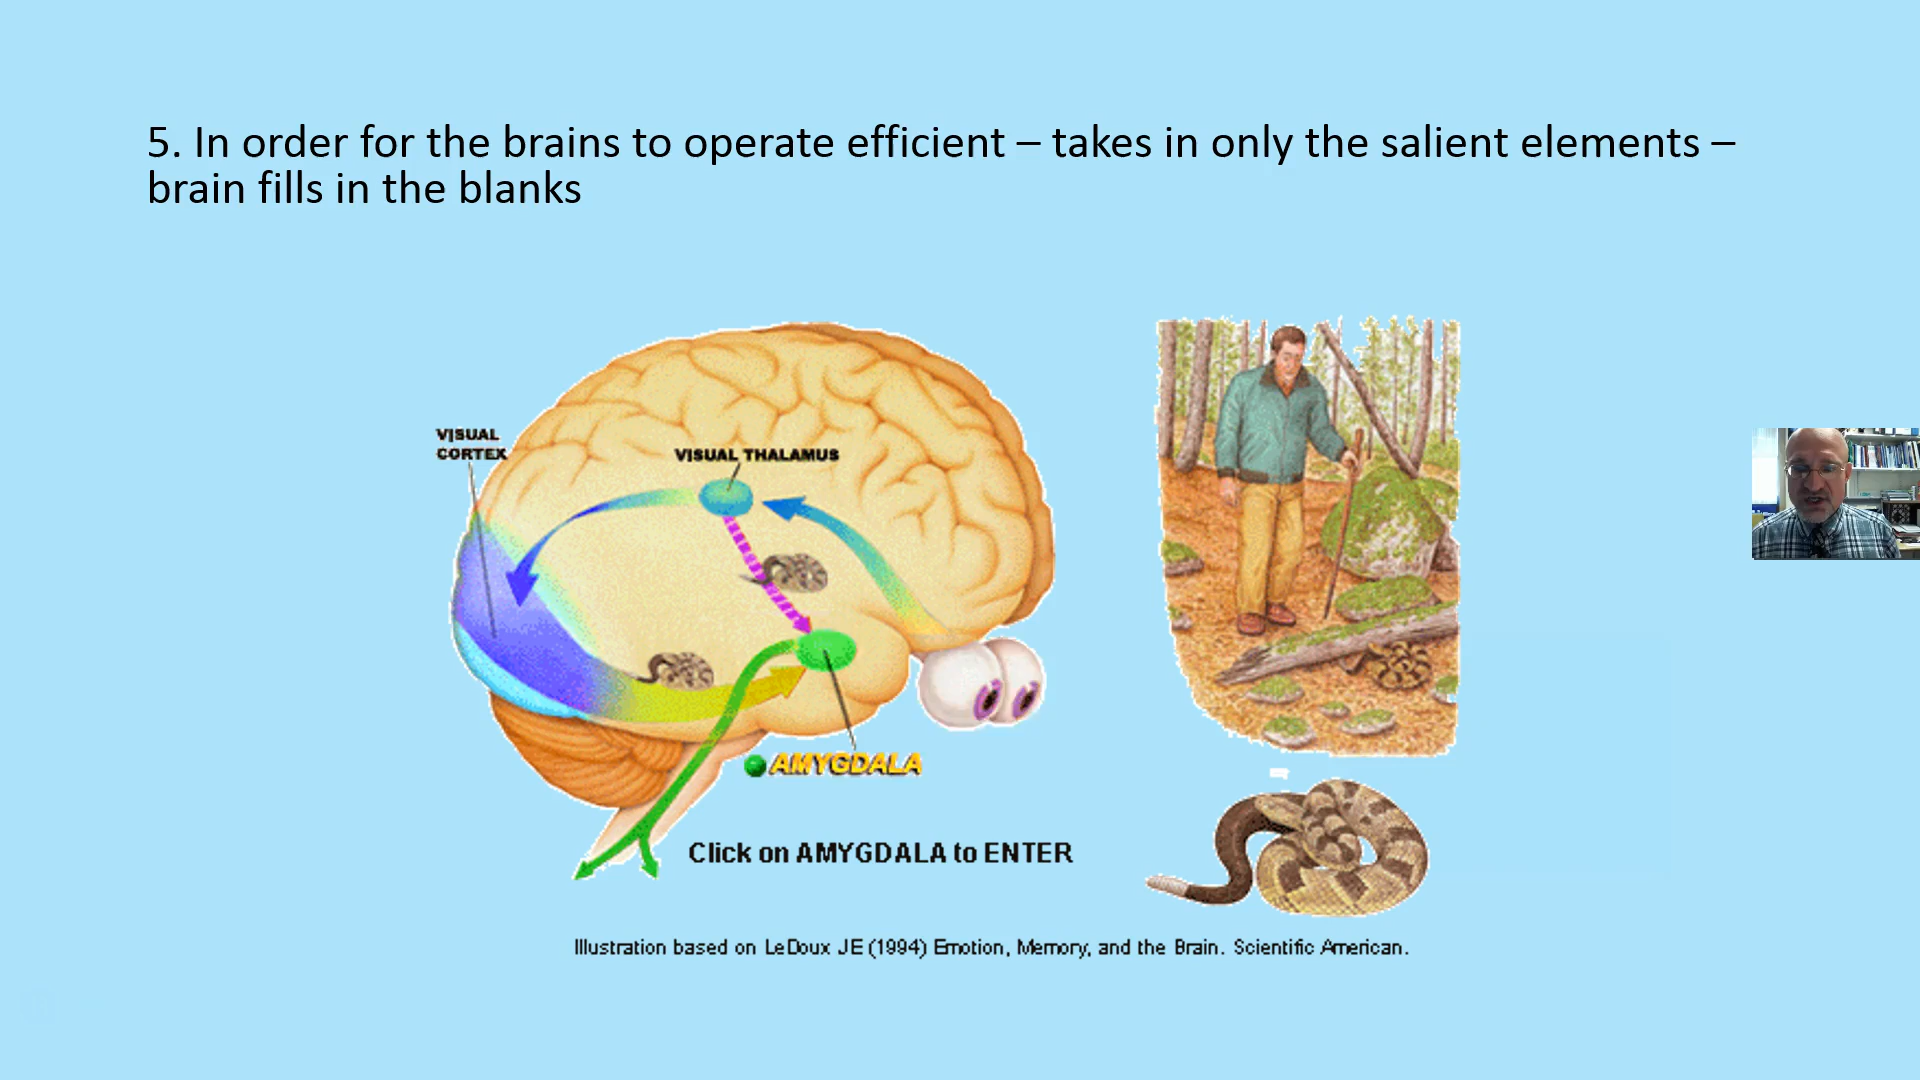 5. In order for the brains to operate efficient – takes in only the salient elements –
brain fills in the blanks
VISUAL
CORTEX
VISUAL THALAMUS
AMYGDALA
Click on AMYGDALA to ENTER
Illustration based on LeDoux JE (1994) Emotion, Memory, and the Brain. Scientific American.